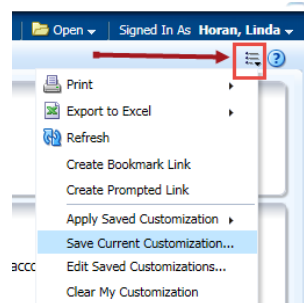 Open Signed In As Horan, Linda
Print
Export to Excel
Refresh
Create Bookmark Link
Create Prompted Link
Apply Saved Customization
Save Current Customization...
acco Edit Saved Customizations...
Clear My Customization